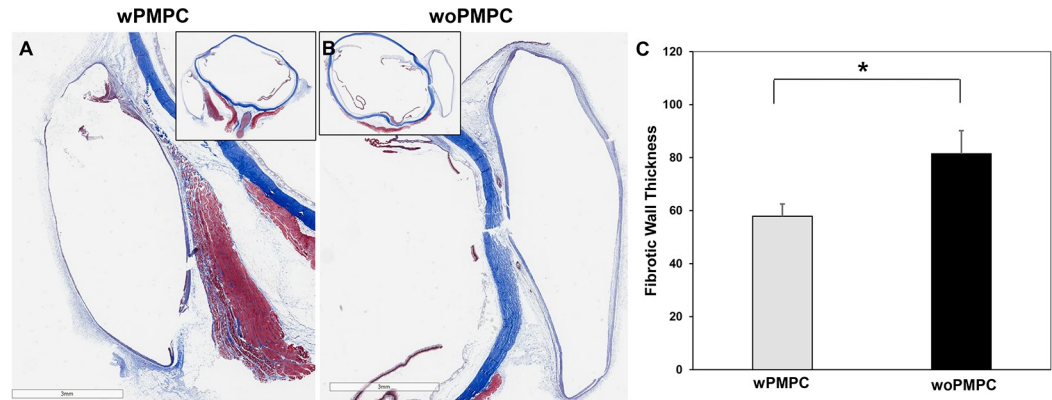 wPMPC
woPMPC
A
B
3mm
3mm
C
Fibrotic Wall Thickness
120
100
80
60
40
20
0
*
wPMPC
woPMPC